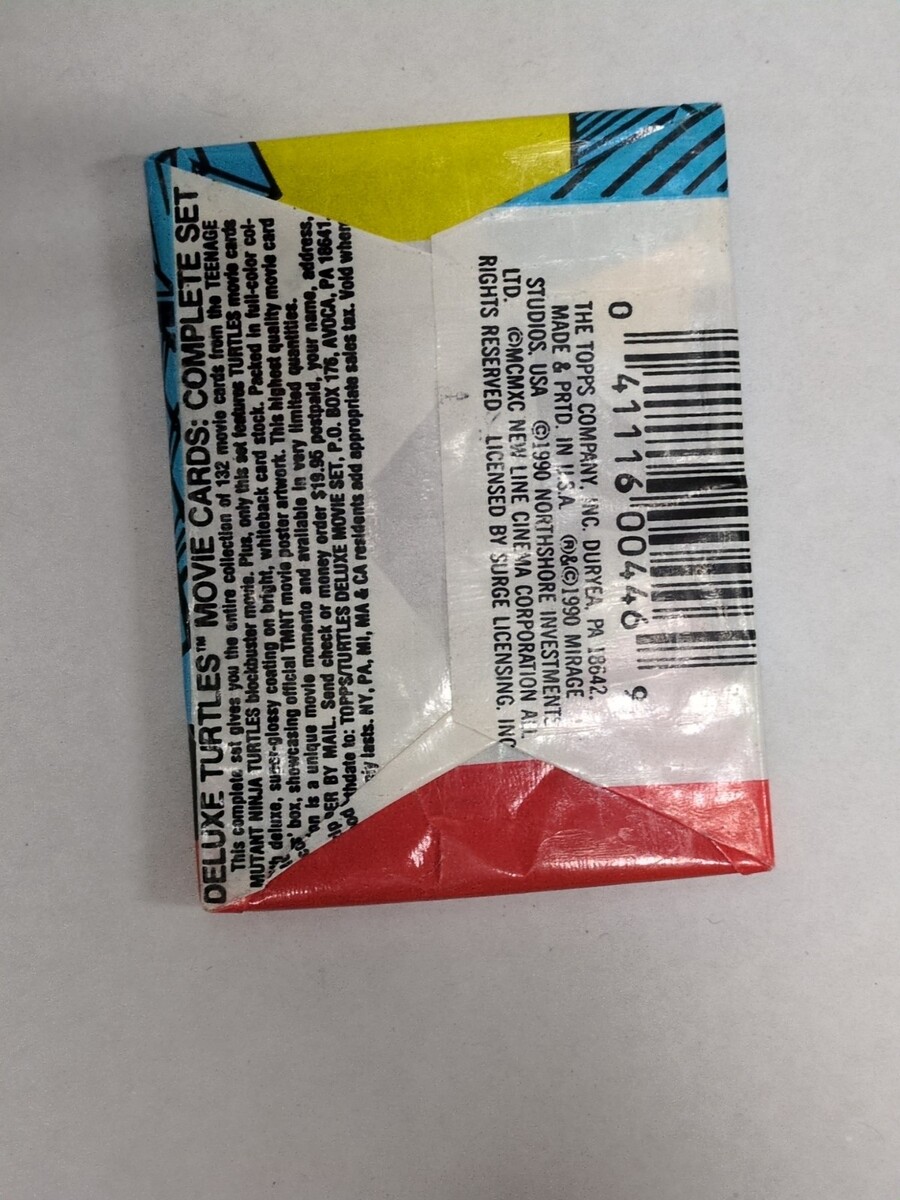 DELUXE TURTLES™ MOVIE CARDS: COMPLETE SET
This complete set gives you the entire collection of 132 movie cards from the TEENAGE
MUTANT NINJA TURTLES blockbuster movie. Plus, only this set features TURTLES movie cards
deluxe, super-glossy coating on bright, whiteback card stock. Packed in full-color col-
box, showcasing official TMNT movie poster artwork. This highest quality movie card
is a unique movie momento and available in very limited quantities.
BY MAIL. Send check or money order $19.95 postpaid, your name, address,
to: TOPPS/TURTLES DELUXE MOVIE SET, P.O. BOX 176, AVOCA, PA 18641.
lasts. NY, PA, MI, MA & CA residents add appropriate sales tax. Void
0 41116 00446 9
THE TOPPS COMPANY, INC. DURYEA, PA 18642.
MADE & PRTD. IN U.S.A. ®&©1990 MIRAGE
STUDIOS, USA ©1990 NORTHSHORE INVESTMENTS
LTD. ©MCMXC NEW LINE CINEMA CORPORATION ALL
RIGHTS RESERVED LICENSED BY SURGE LICENSING, INC